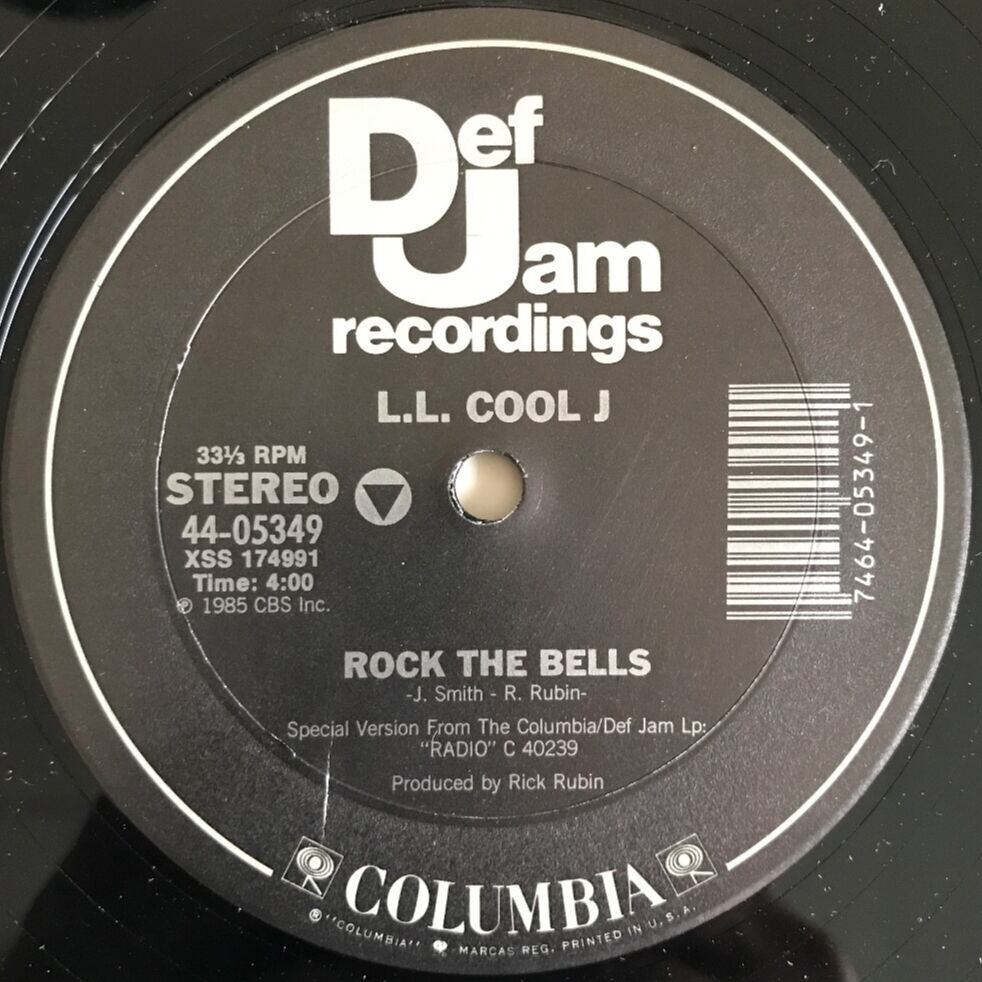 Def
Jam
recordings
L.L. COOL J
33⅓ RPM
STEREO
44-05349
XSS 174991
Time: 4:00
℗ 1985 CBS Inc.
7464-05349-1
ROCK THE BELLS
-J. Smith - R. Rubin-
Special Version From The Columbia/Def Jam Lp:
"RADIO" C 40239
Produced by Rick Rubin
COLUMBIA
® "COLUMBIA" MARCAS REG. PRINTED IN U.S.A.